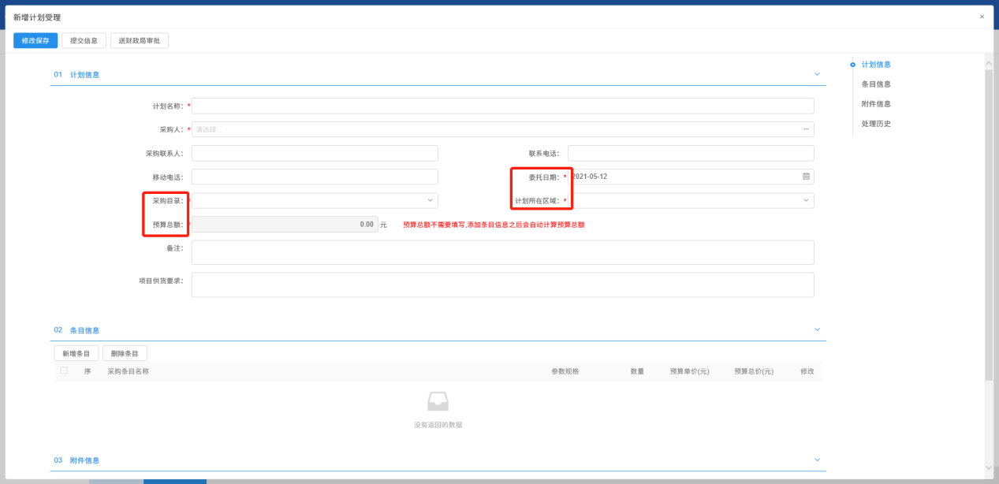 新增计划受理 ×
修改保存 提交信息 送财政局审批
01 计划信息
计划信息
条目信息
附件信息
处理历史
计划名称：*
采购人：* 请选择...
采购联系人： 联系电话：
移动电话： 委托日期：* 2021-05-12
采购目录：* 计划所在区域：*
预算总额：* 0.00 元 预算总额不需要填写,添加条目信息之后会自动计算预算总额
备注：
项目供货要求：
02 条目信息
新增条目 删除条目
序 采购条目名称 参数规格 数量 预算单价(元) 预算总价(元) 修改
没有返回的数据
03 附件信息